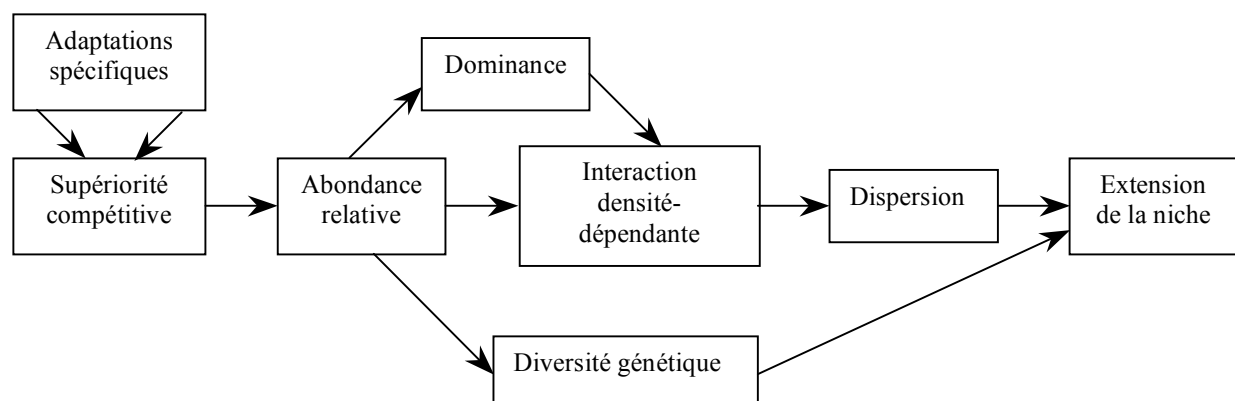 Adaptations
spécifiques
Dominance
Supériorité
compétitive
Abondance
relative
Interaction
densité-
dépendante
Dispersion
Extension
de la niche
Diversité génétique